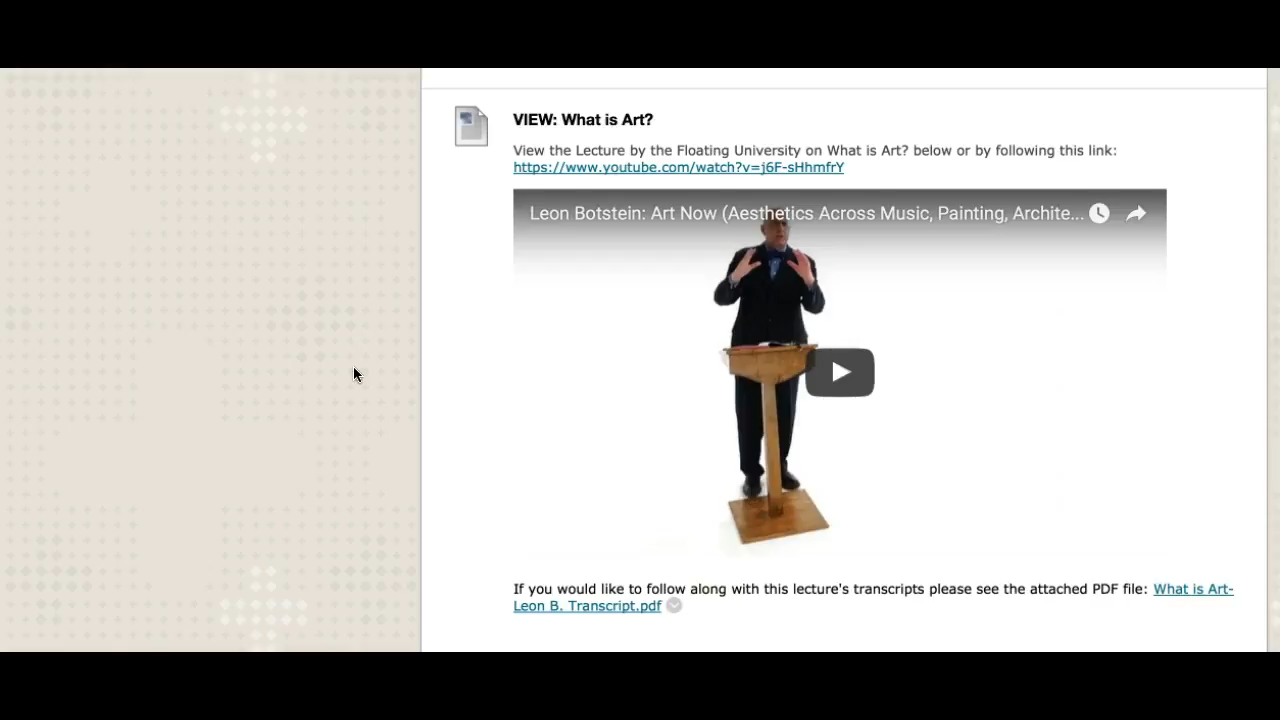 VIEW: What is Art?
View the Lecture by the Floating University on What is Art? below or by following this link:
https://www.youtube.com/watch?v=j6F-sHhmfrY
Leon Botstein: Art Now (Aesthetics Across Music, Painting, Archite...
If you would like to follow along with this lecture's transcripts please see the attached PDF file: What is Art-
Leon B. Transcript.pdf